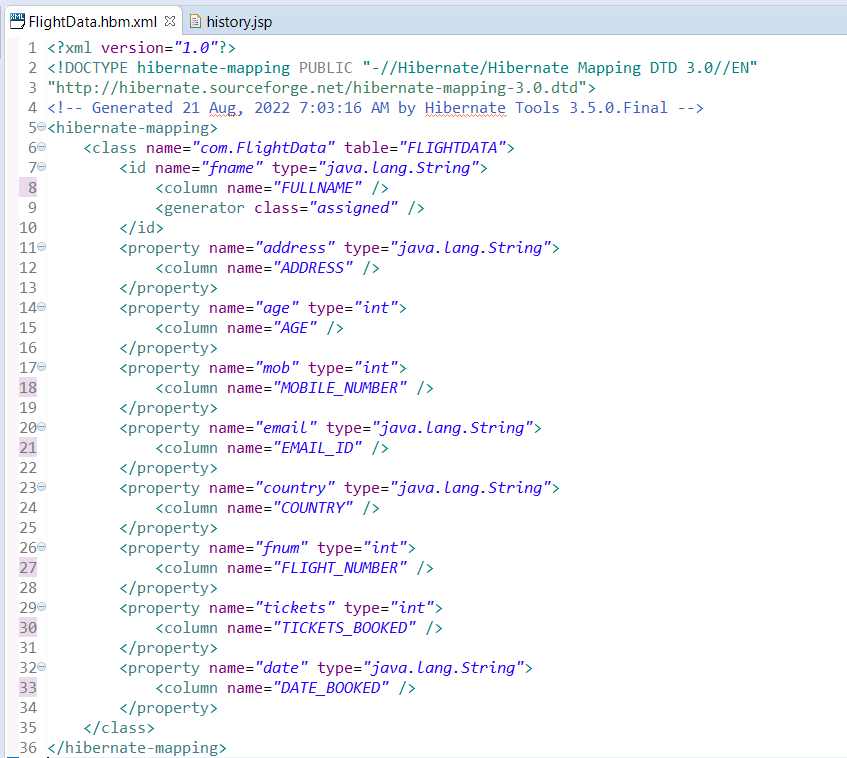 FlightData.hbm.xml history.jsp
1 <?xml version="1.0"?>
2 <!DOCTYPE hibernate-mapping PUBLIC "-//Hibernate/Hibernate Mapping DTD 3.0//EN"
3 "http://hibernate.sourceforge.net/hibernate-mapping-3.0.dtd">
4 <!-- Generated 21 Aug, 2022 7:03:16 AM by Hibernate Tools 3.5.0.Final -->
5 <hibernate-mapping>
6     <class name="com.FlightData" table="FLIGHTDATA">
7         <id name="fname" type="java.lang.String">
8             <column name="FULLNAME" />
9             <generator class="assigned" />
10         </id>
11         <property name="address" type="java.lang.String">
12             <column name="ADDRESS" />
13         </property>
14         <property name="age" type="int">
15             <column name="AGE" />
16         </property>
17         <property name="mob" type="int">
18             <column name="MOBILE_NUMBER" />
19         </property>
20         <property name="email" type="java.lang.String">
21             <column name="EMAIL_ID" />
22         </property>
23         <property name="country" type="java.lang.String">
24             <column name="COUNTRY" />
25         </property>
26         <property name="fnum" type="int">
27             <column name="FLIGHT_NUMBER" />
28         </property>
29         <property name="tickets" type="int">
30             <column name="TICKETS_BOOKED" />
31         </property>
32         <property name="date" type="java.lang.String">
33             <column name="DATE_BOOKED" />
34         </property>
35     </class>
36 </hibernate-mapping>